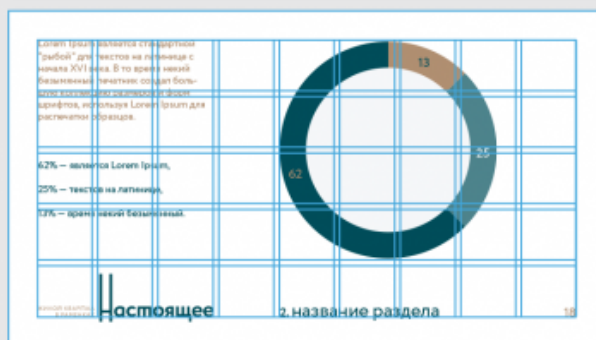 Lorem Ipsum является стандартной
"рыбой" для текстов на латинице с
начала XVI века. В то время некий
безымянный печатник создал боль-
шую коллекцию размеров и форм
шрифтов, используя Lorem Ipsum для
распечатки образцов.
62% — является Lorem Ipsum,
25% — текстов на латинице,
13% — время некий безымянный.
13
25
62
Настоящее
2. название раздела
18